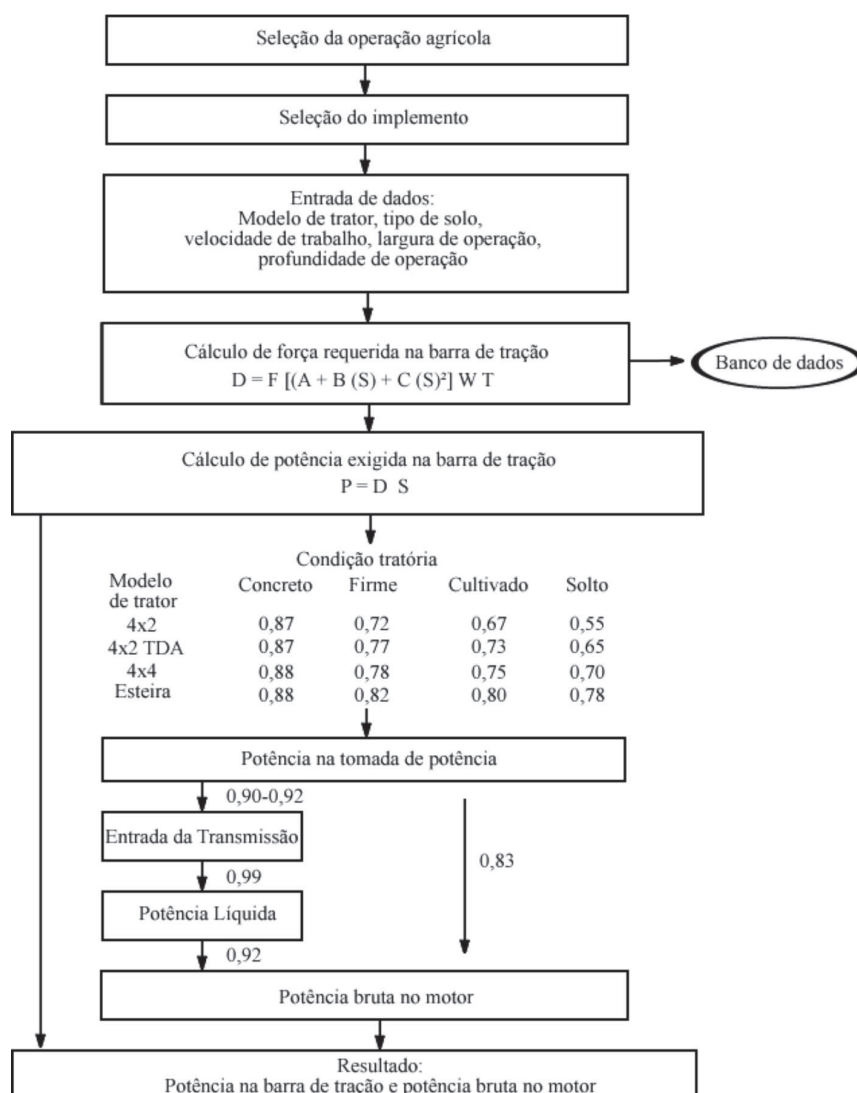 Seleção da operação agrícola
Seleção do implemento
Entrada de dados:
Modelo de trator, tipo de solo,
velocidade de trabalho, largura de operação,
profundidade de operação
Cálculo de força requerida na barra de tração
D = F [(A + B (S) + C (S)²] W T
Banco de dados
Cálculo de potência exigida na barra de tração
P = D S
Condição tratória
Modelo de trator Concreto Firme Cultivado Solto
4x2 0,87 0,72 0,67 0,55
4x2 TDA 0,87 0,77 0,73 0,65
4x4 0,88 0,78 0,75 0,70
Esteira 0,88 0,82 0,80 0,78
Potência na tomada de potência
0,90-0,92
Entrada da Transmissão
0,83
0,99
Potência Líquida
0,92
Potência bruta no motor
Resultado:
Potência na barra de tração e potência bruta no motor